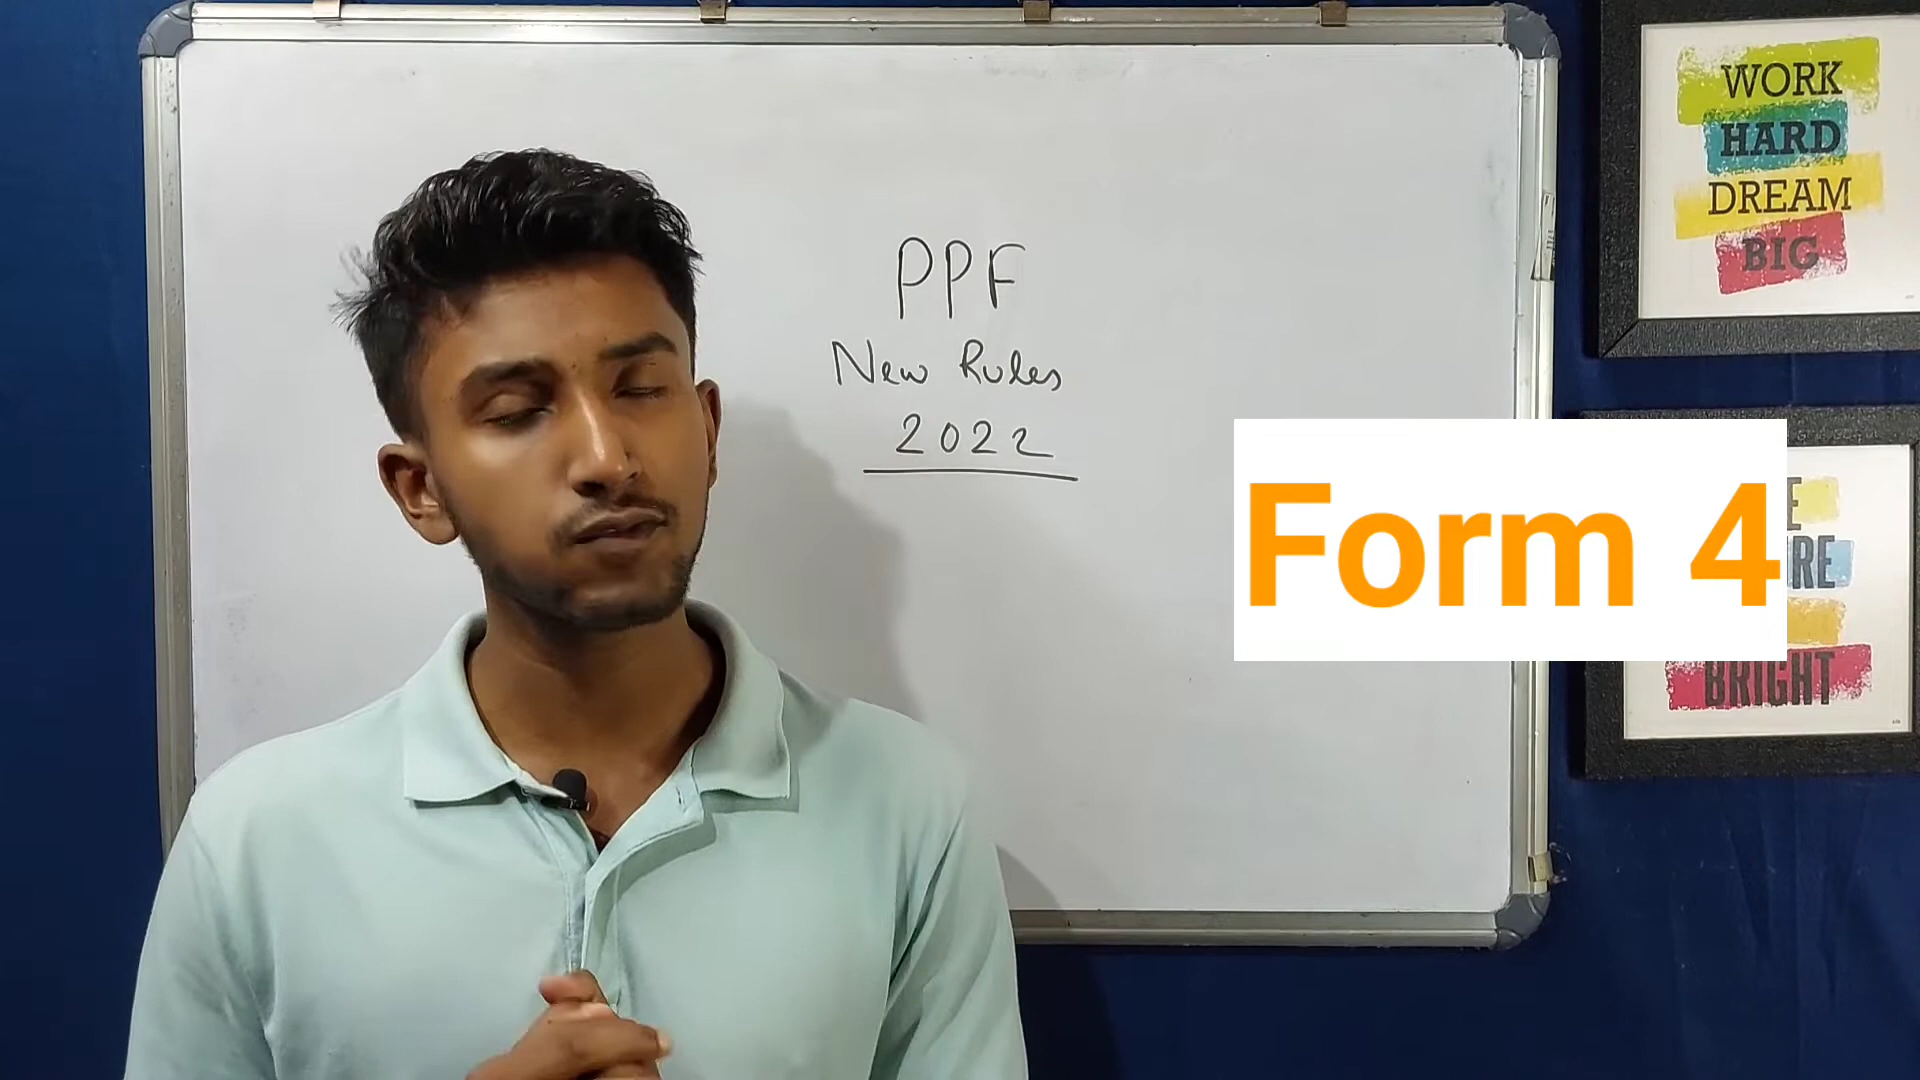 PPF
New Rules
2022
Form 4
WORK
HARD
DREAM
BIG
BRIGHT